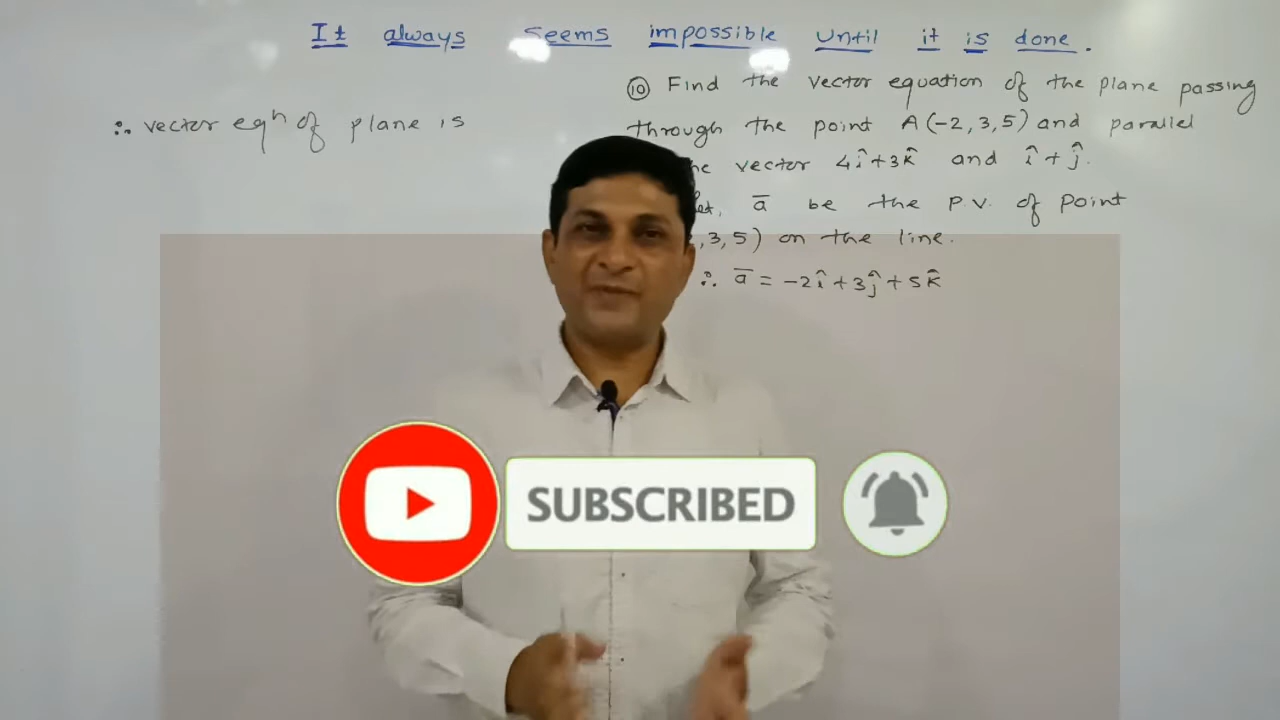 It always seems impossible until it is done.
⑩ Find the vector equation of the plane passing
through the point A(-2,3,5) and parallel
vector 4î+3k̂ and î+ĵ.
a̅ be the P.V. of point
,3,5) on the line.
∴ a̅ = -2î+3ĵ+5k̂
∴ vector eqⁿ of plane is
SUBSCRIBED